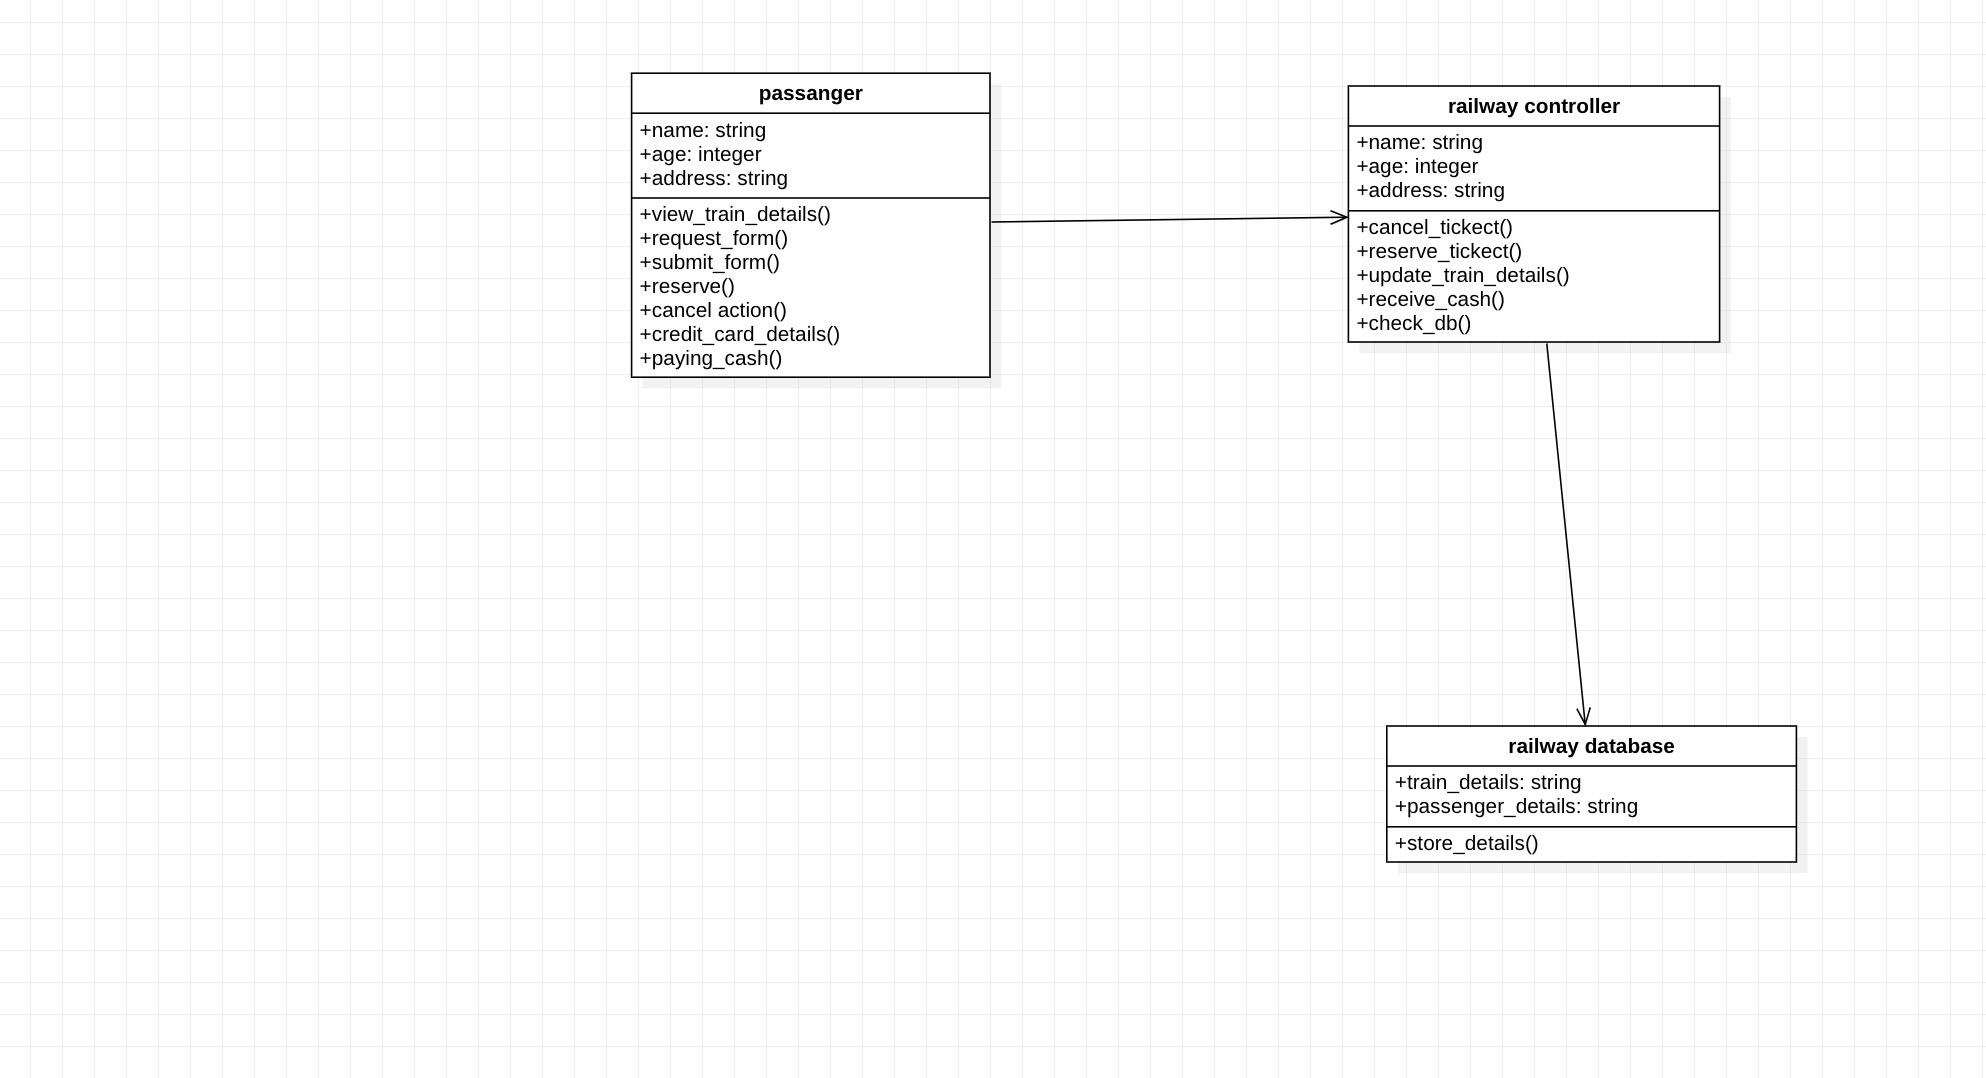 passanger
+name: string
+age: integer
+address: string
+view_train_details()
+request_form()
+submit_form()
+reserve()
+cancel action()
+credit_card_details()
+paying_cash()
railway controller
+name: string
+age: integer
+address: string
+cancel_tickect()
+reserve_tickect()
+update_train_details()
+receive_cash()
+check_db()
railway database
+train_details: string
+passenger_details: string
+store_details()